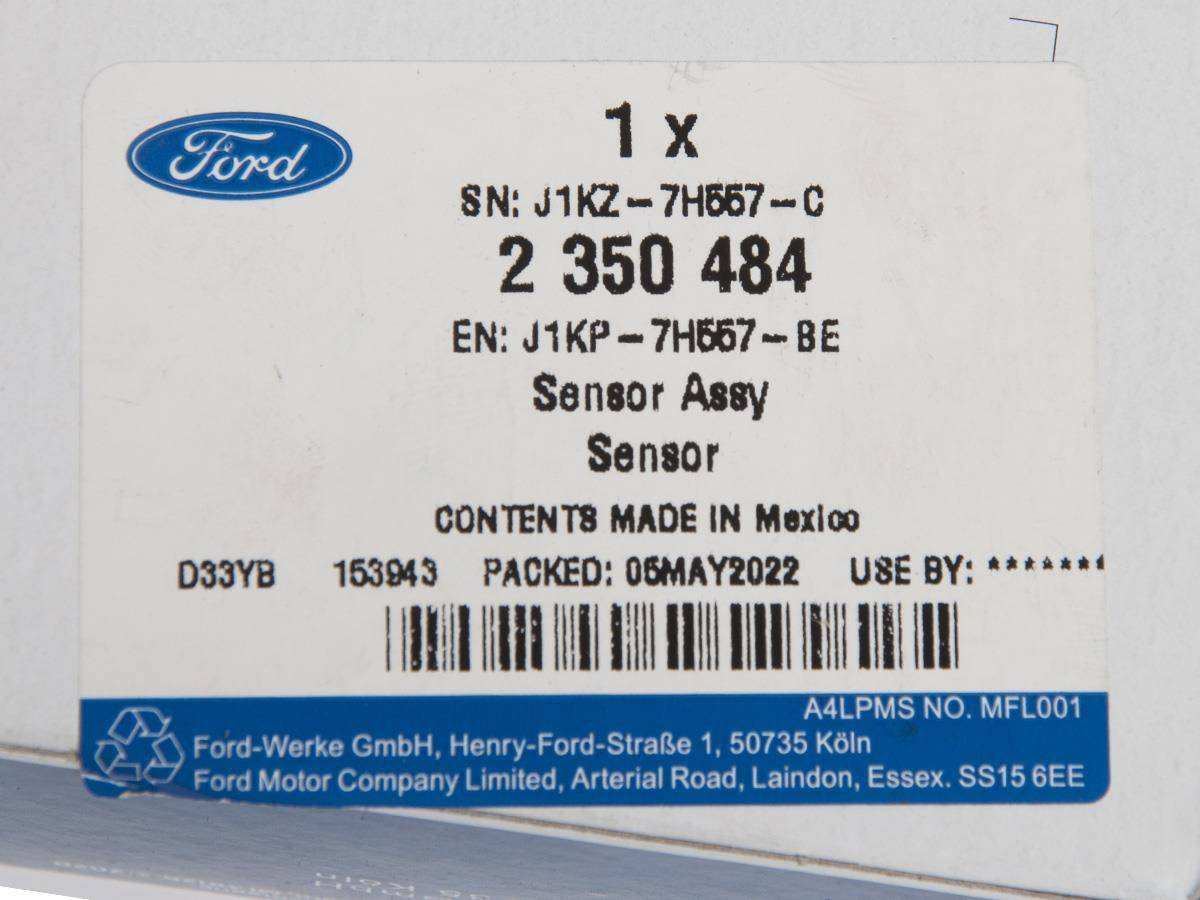 Ford
1 x
SN: J1KZ-7H557-C
2 350 484
EN: J1KP-7H557-BE
Sensor Assy
Sensor
CONTENTS MADE IN Mexico
D33YB 153943 PACKED: 05MAY2022 USE BY: *******
A4LPMS NO. MFL001
Ford-Werke GmbH, Henry-Ford-Straße 1, 50735 Köln
Ford Motor Company Limited, Arterial Road, Laindon, Essex. SS15 6EE